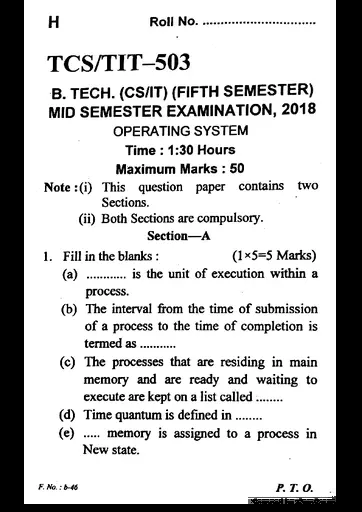 H Roll No. ..............................
TCS/TIT–503
B. TECH. (CS/IT) (FIFTH SEMESTER)
MID SEMESTER EXAMINATION, 2018
OPERATING SYSTEM
Time : 1:30 Hours
Maximum Marks : 50
Note :(i) This question paper contains two
Sections.
(ii) Both Sections are compulsory.
Section—A
1. Fill in the blanks : (1×5=5 Marks)
(a) ............ is the unit of execution within a
process.
(b) The interval from the time of submission
of a process to the time of completion is
termed as ...........
(c) The processes that are residing in main
memory and are ready and waiting to
execute are kept on a list called ........
(d) Time quantum is defined in ........
(e) ..... memory is assigned to a process in
New state.
F. No. : b-46 P. T. O.